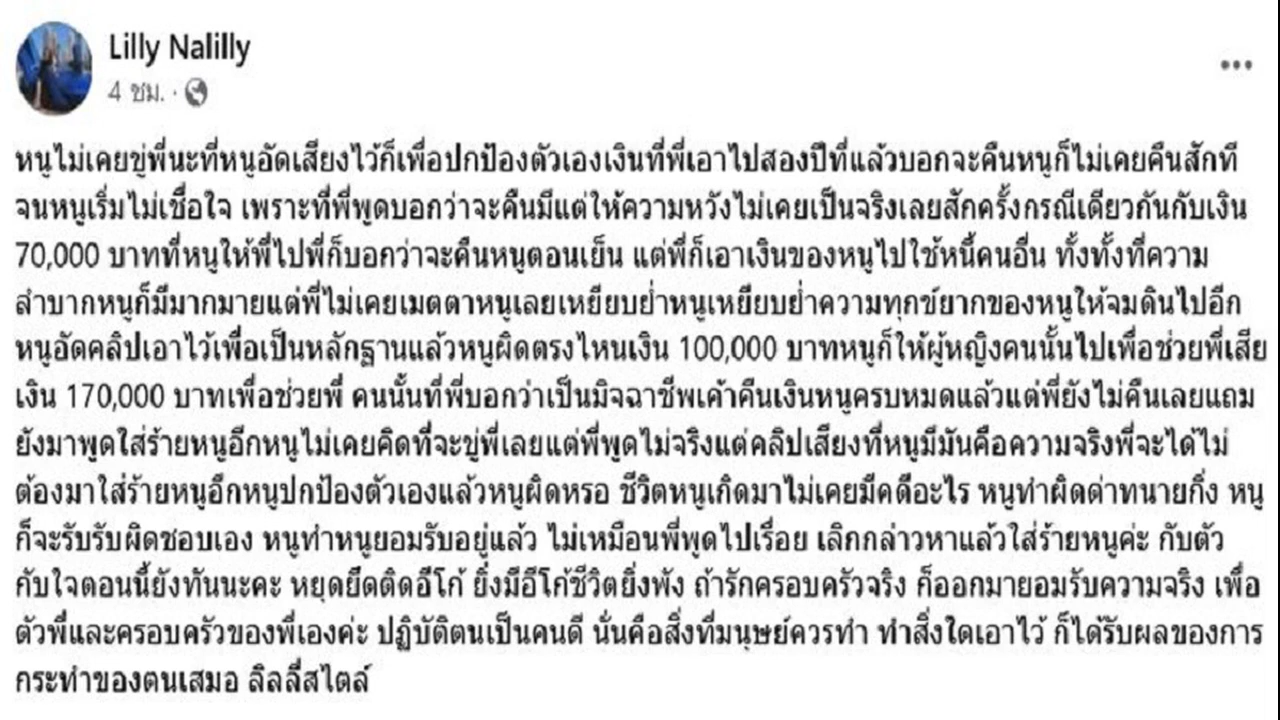 Lilly Nalilly
4 ชม. ·
หนูไม่เคยขู่พี่นะที่หนูอัดเสียงไว้ก็เพื่อปกป้องตัวเองเงินที่พี่เอาไปสองปีที่แล้วบอกจะคืนหนูก็ไม่เคยคืนสักที
จนหนูเริ่มไม่เชื่อใจ เพราะที่พี่พูดบอกว่าจะคืนมีแต่ให้ความหวังไม่เคยเป็นจริงเลยสักครั้งกรณีเดียวกันกับเงิน
70,000 บาทที่หนูให้พี่ไปพี่ก็บอกว่าจะคืนหนูตอนเย็น แต่พี่ก็เอาเงินของหนูไปใช้หนี้คนอื่น ทั้งทั้งที่ความ
ลำบากหนูก็มีมากมายแต่พี่ไม่เคยเมตตาหนูเลยเหยียบย่ำหนูเหยียบย่ำความทุกข์ยากของหนูให้จมดินไปอีก
หนูอัดคลิปเอาไว้เพื่อเป็นหลักฐานแล้วหนูผิดตรงไหนเงิน 100,000 บาทหนูก็ให้ผู้หญิงคนนั้นไปเพื่อช่วยพี่เสีย
เงิน 170,000 บาทเพื่อช่วยพี่ คนนั้นที่พี่บอกว่าเป็นมิจฉาชีพเค้าคืนเงินหนูครบหมดแล้วแต่พี่ยังไม่คืนเลยแถม
ยังมาพูดใส่ร้ายหนูอีกหนูไม่เคยคิดที่จะขู่พี่เลยแต่พี่พูดไม่จริงแต่คลิปเสียงที่หนูมีมันคือความจริงพี่จะได้ไม่
ต้องมาใส่ร้ายหนูอีกหนูปกป้องตัวเองแล้วหนูผิดหรอ ชีวิตหนูเกิดมาไม่เคยมีคดีอะไร หนูทำผิดด่าทนายกิ่ง หนู
ก็จะรับรับผิดชอบเอง หนูทำหนูยอมรับอยู่แล้ว ไม่เหมือนพี่พูดไปเรื่อย เลิกกล่าวหาแล้วใส่ร้ายหนูค่ะ กับตัว
กับใจตอนนี้ยังทันนะคะ หยุดยึดติดอีโก้ ยิ่งมีอีโก้ชีวิตยิ่งพัง ถ้ารักครอบครัวจริง ก็ออกมายอมรับความจริง เพื่อ
ตัวพี่และครอบครัวของพี่เองค่ะ ปฏิบัติตนเป็นคนดี นั่นคือสิ่งที่มนุษย์ควรทำ ทำสิ่งใดเอาไว้ ก็ได้รับผลของการ
กระทำของตนเสมอ ลิลลี่สไตล์